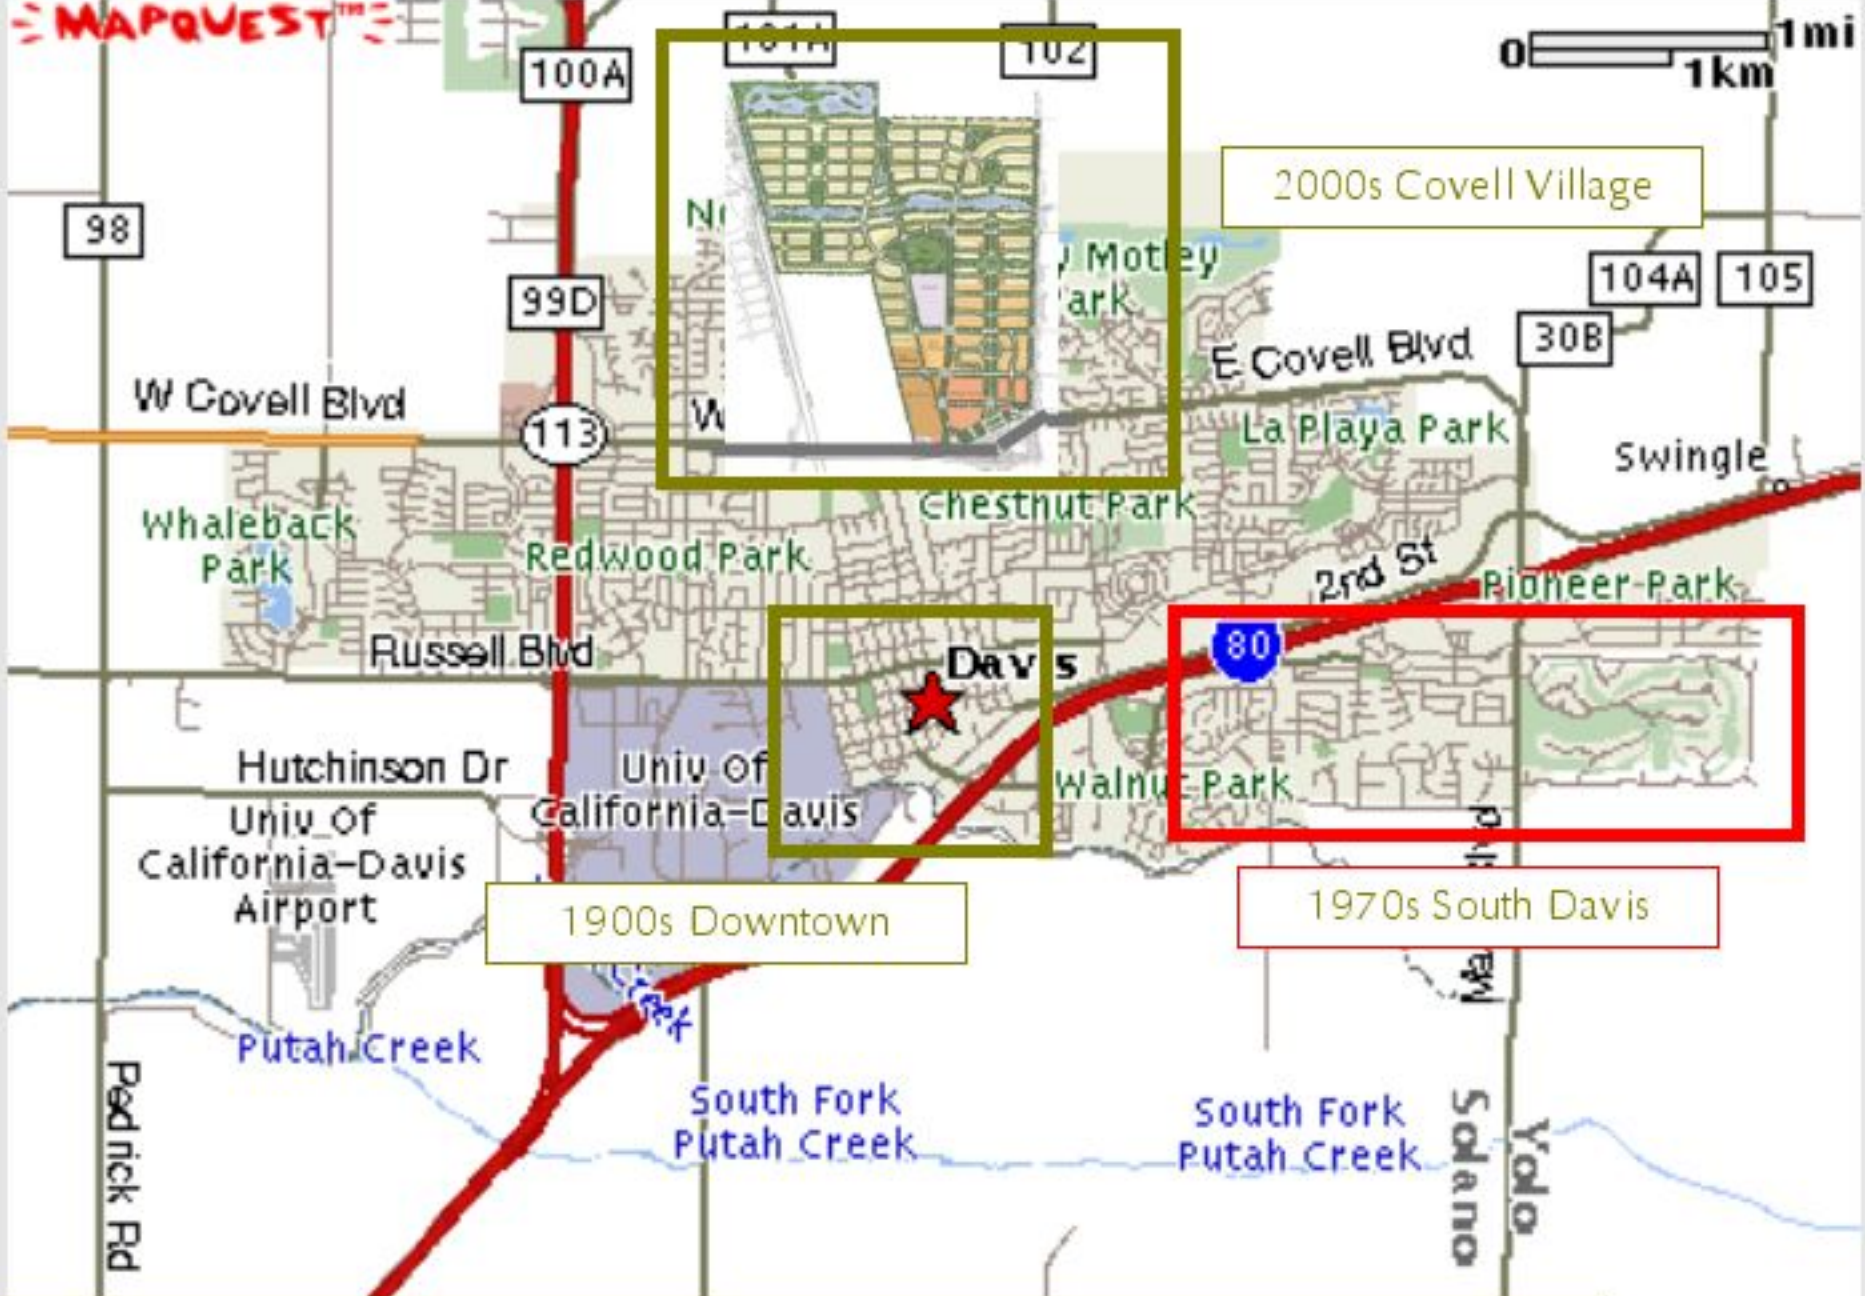 MAPQUEST™
100A
101A
102
0
1mi
1km
2000s Covell Village
98
104A
105
99D
30B
Park
E Covell Blvd
W Covell Blvd
W
113
La Playa Park
Swingle
Chestnut Park
Whaleback
Park
Redwood Park
2nd St
Pioneer Park
Russell Blvd
Davis
80
Hutchinson Dr
Univ Of
California-Davis
Walnut Park
Univ Of
California-Davis
Airport
1900s Downtown
1970s South Davis
Putah Creek
South Fork
Putah Creek
South Fork
Putah Creek
Pedrick Rd
Solano
Yolo